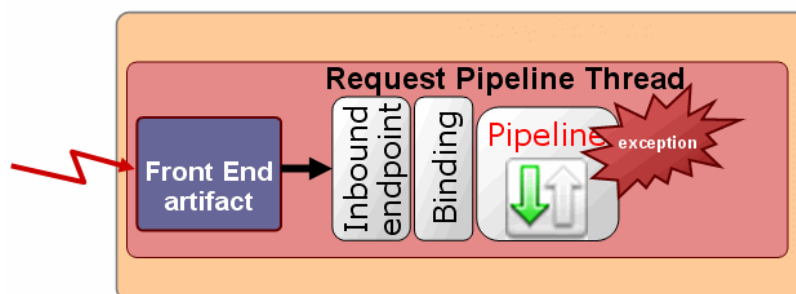 Request Pipeline Thread
Front End
artifact
Inbound
endpoint
Binding
Pipeline
exception